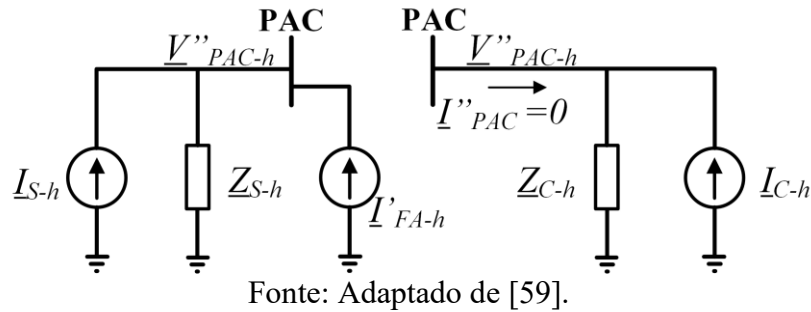 PAC PAC
V''PAC-h V''PAC-h
I''PAC =0
IS-h ZS-h I'FA-h ZC-h IC-h
Fonte: Adaptado de [59].